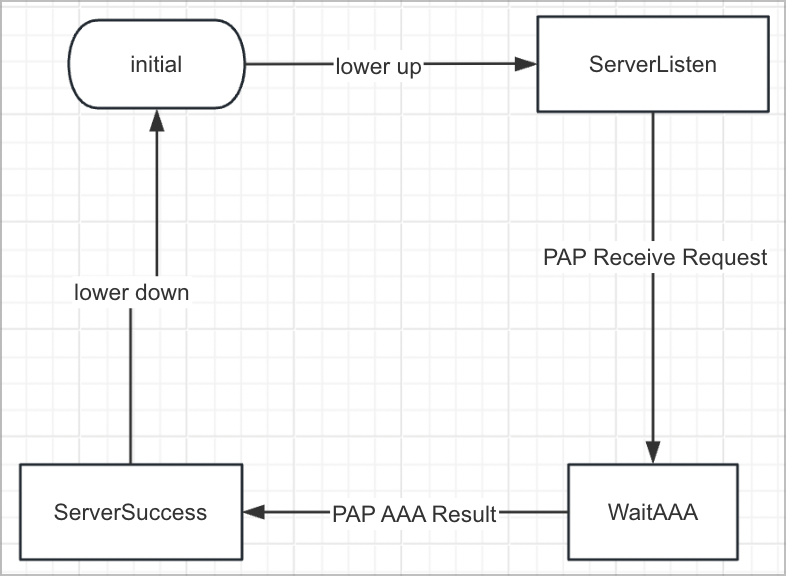 initial
lower up
ServerListen
PAP Receive Request
lower down
ServerSuccess
PAP AAA Result
WaitAAA